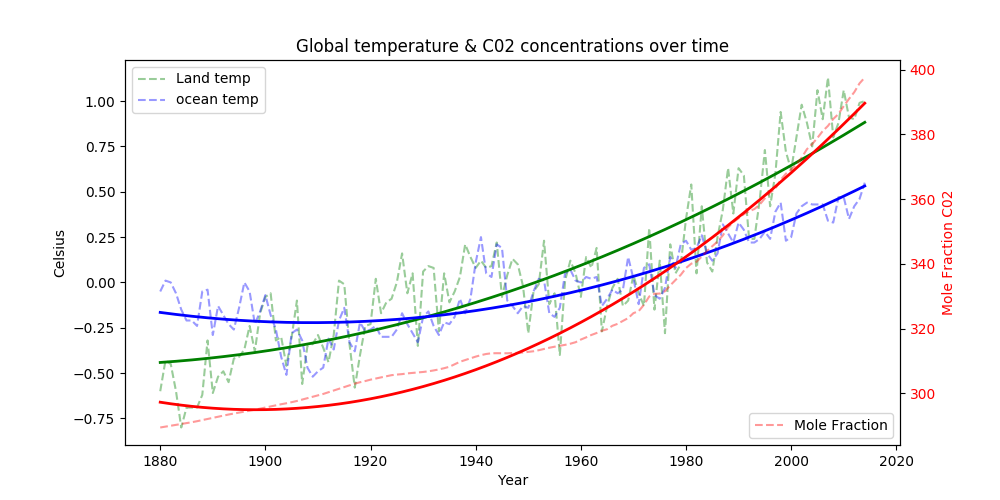 Global temperature & C02 concentrations over time
Land temp
ocean temp
Mole Fraction
Celsius
1.00
0.75
0.50
0.25
0.00
−0.25
−0.50
−0.75
400
380
360
340
320
300
Mole Fraction C02
1880 1900 1920 1940 1960 1980 2000 2020
Year